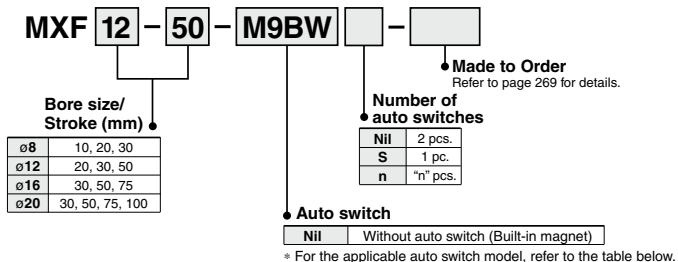 MXF 12 - 50 - M9BW -
Made to Order
Refer to page 269 for details.
Number of
auto switches
Nil 2 pcs.
S 1 pc.
n "n" pcs.
Bore size/
Stroke (mm)
ø8 10, 20, 30
ø12 20, 30, 50
ø16 30, 50, 75
ø20 30, 50, 75, 100
Auto switch
Nil Without auto switch (Built-in magnet)
* For the applicable auto switch model, refer to the table below.